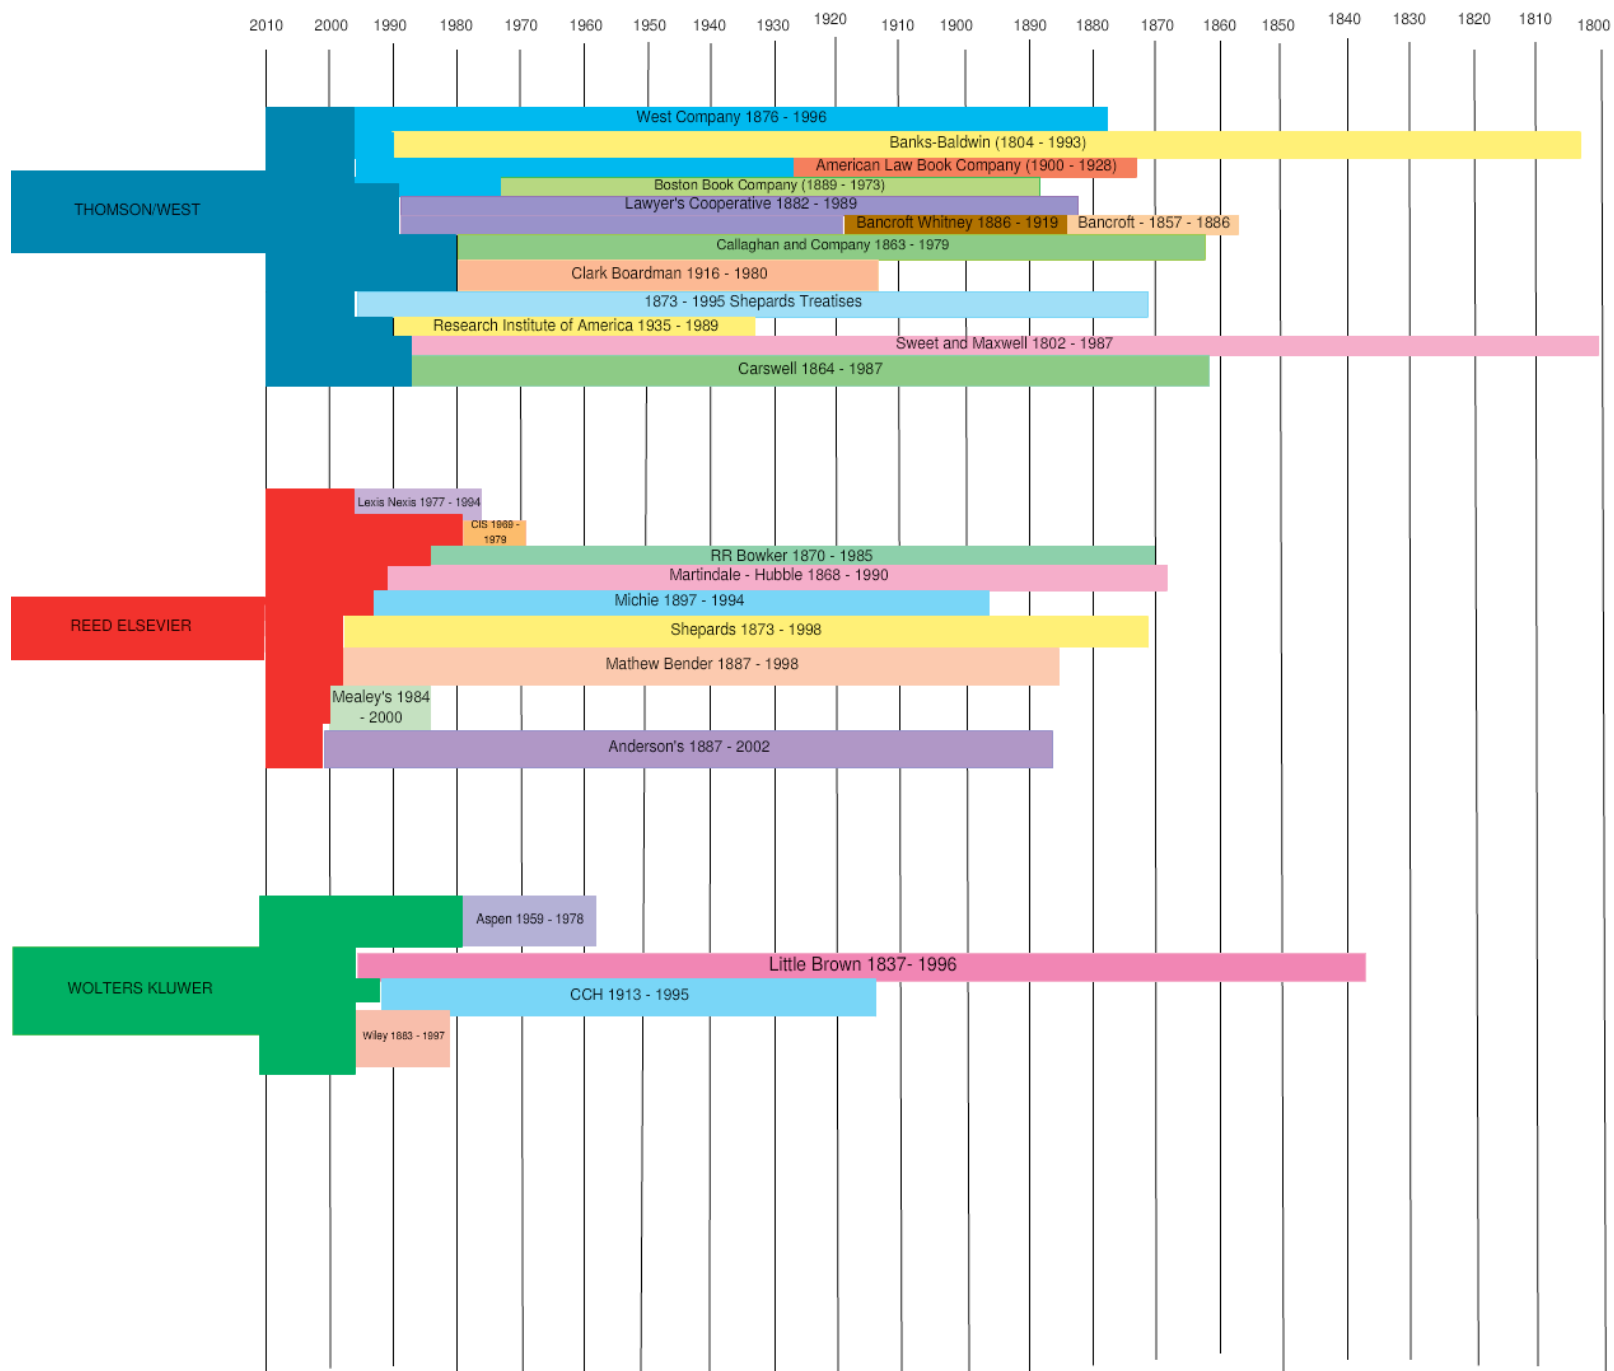 2010 2000 1990 1980 1970 1960 1950 1940 1930 1920 1910 1900 1890 1880 1870 1860 1850 1840 1830 1820 1810 1800
West Company 1876 - 1996
Banks-Baldwin (1804 - 1993)
American Law Book Company (1900 - 1928)
Boston Book Company (1889 - 1973)
THOMSON/WEST
Lawyer's Cooperative 1882 - 1989
Bancroft Whitney 1886 - 1919
Bancroft - 1857 - 1886
Callaghan and Company 1863 - 1979
Clark Boardman 1916 - 1980
1873 - 1995 Shepards Treatises
Research Institute of America 1935 - 1989
Sweet and Maxwell 1802 - 1987
Carswell 1864 - 1987
Lexis Nexis 1977 - 1994
CIS 1969 -
1979
RR Bowker 1870 - 1985
Martindale - Hubble 1868 - 1990
Michie 1897 - 1994
REED ELSEVIER
Shepards 1873 - 1998
Mathew Bender 1887 - 1998
Mealey's 1984
- 2000
Anderson's 1887 - 2002
Aspen 1959 - 1978
Little Brown 1837- 1996
WOLTERS KLUWER
CCH 1913 - 1995
Wiley 1983 - 1997